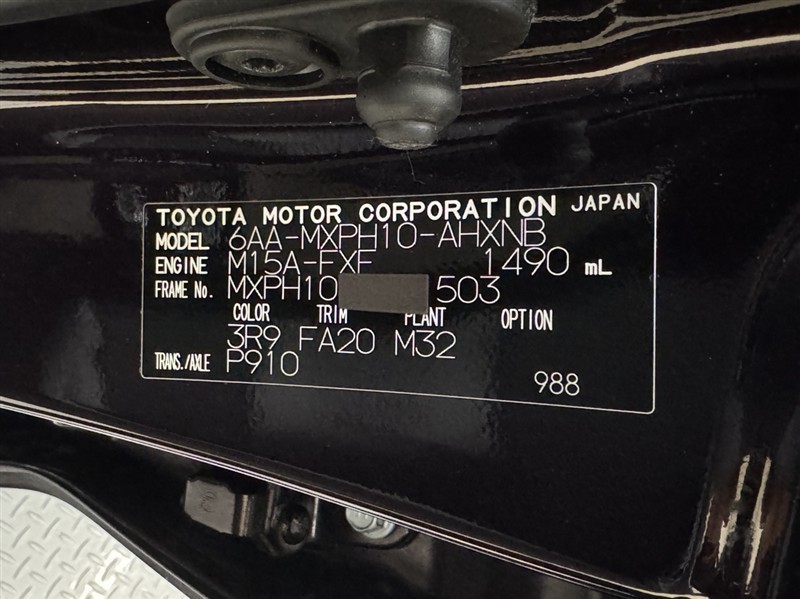 TOYOTA MOTOR CORPORATION JAPAN
MODEL 6AA-MXPH10-AHXNB
ENGINE M15A-FXE 1490 mL
FRAME No. MXPH10 503
COLOR TRIM PLANT OPTION
3R9 FA20 M32
TRANS./AXLE P910
988